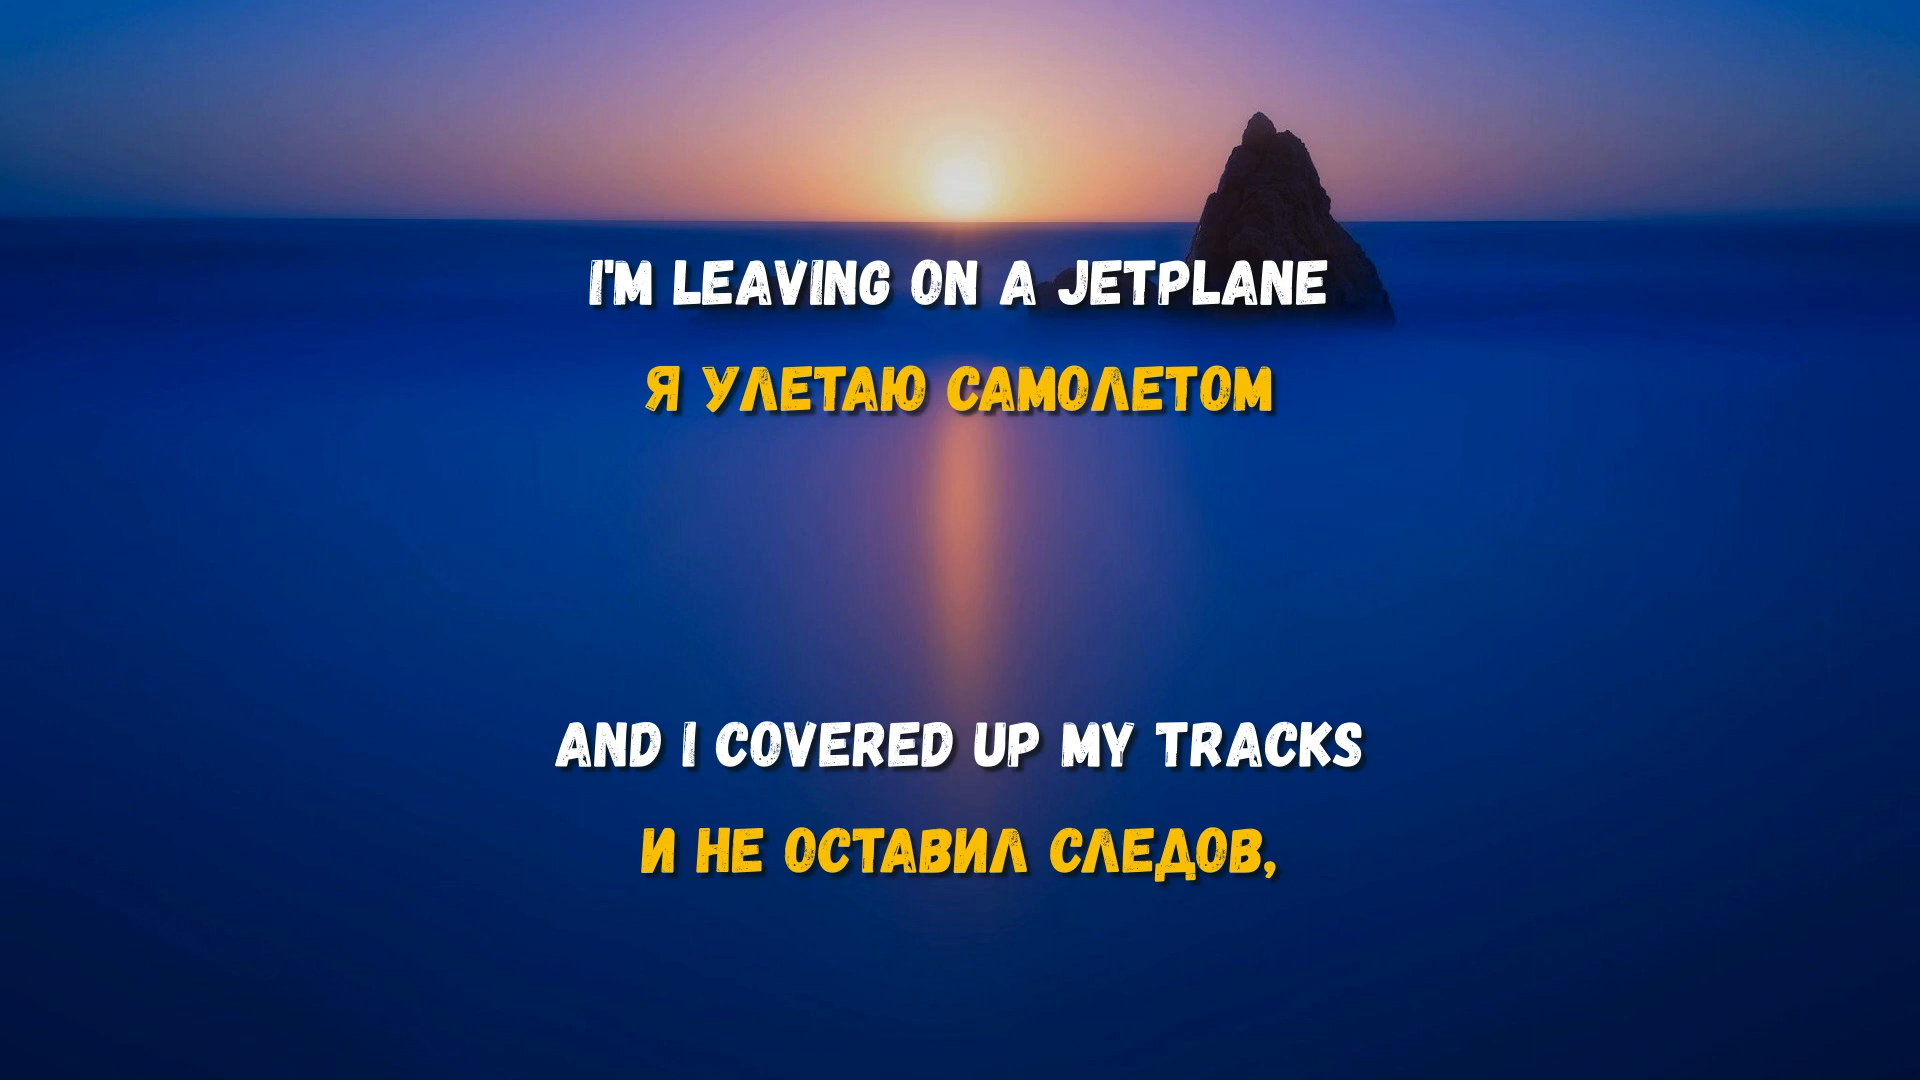 I'M LEAVING ON A JETPLANE
Я УЛЕТАЮ САМОЛЕТОМ
AND I COVERED UP MY TRACKS
И НЕ ОСТАВИЛ СЛЕДОВ,